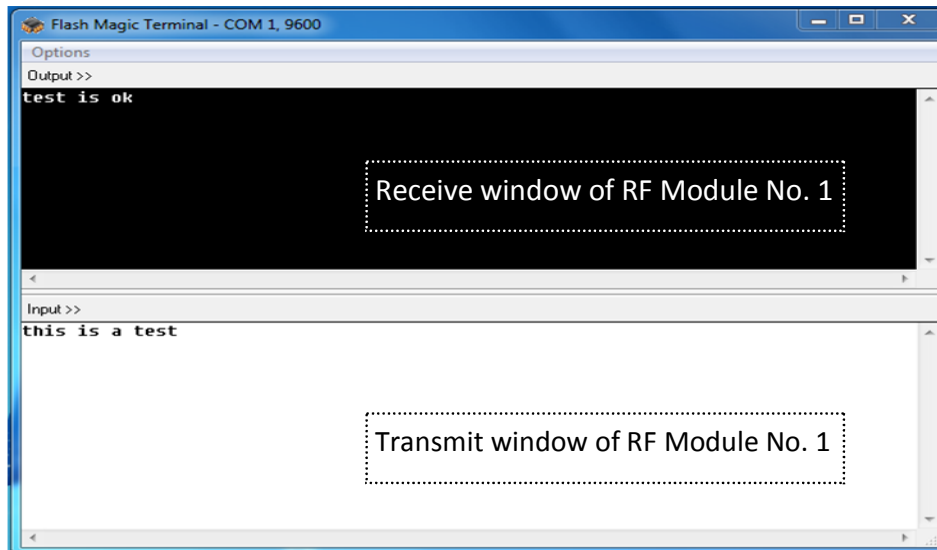 Flash Magic Terminal - COM 1, 9600
Options
Output >>
test is ok
Receive window of RF Module No. 1
Input >>
this is a test
Transmit window of RF Module No. 1